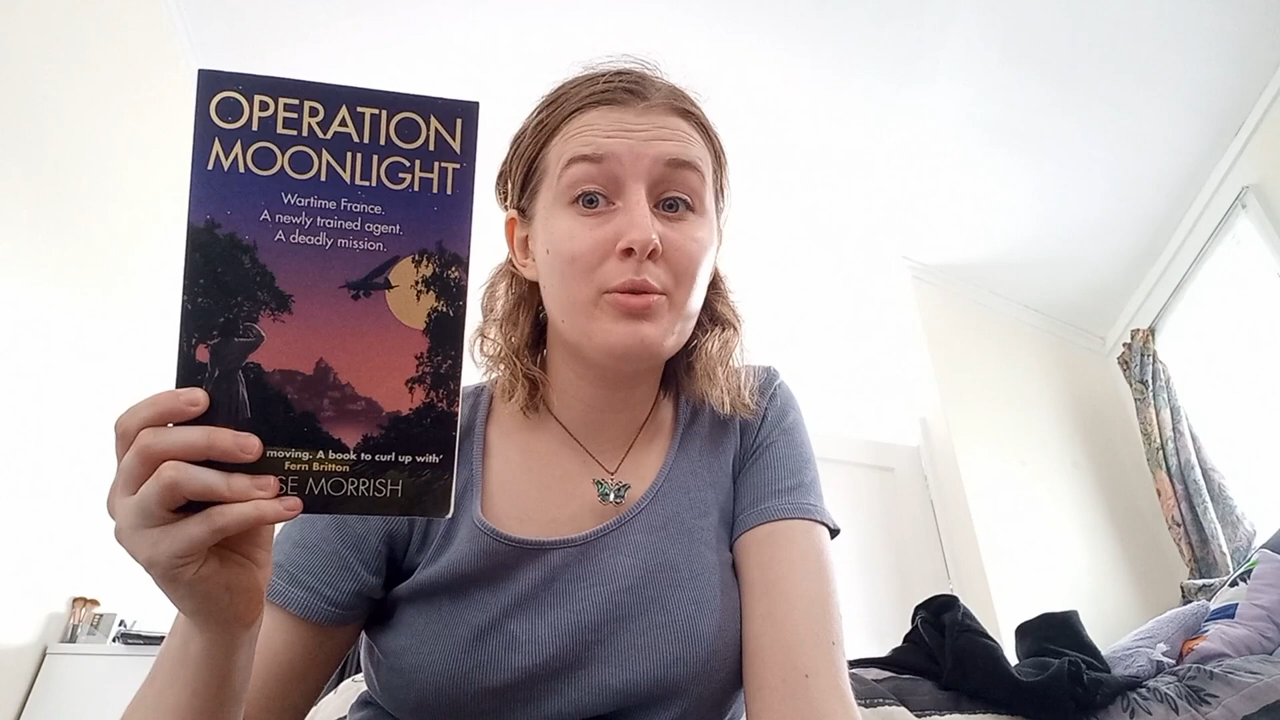 OPERATION
MOONLIGHT
Wartime France.
A newly trained agent.
A deadly mission.
moving. A book to curl up with'
Fern Britton
SE MORRISH